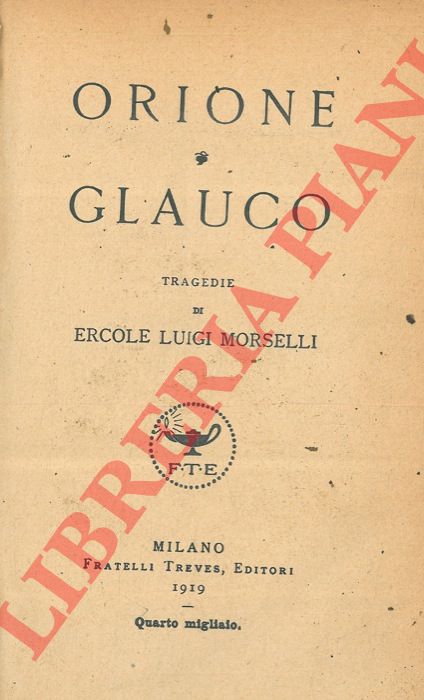 ORIONE
GLAUCO
TRAGEDIE
DI
ERCOLE LUIGI MORSELLI
F·T·E
MILANO
FRATELLI TREVES, EDITORI
1919
Quarto migliaio.
LIBRERIA PIANI